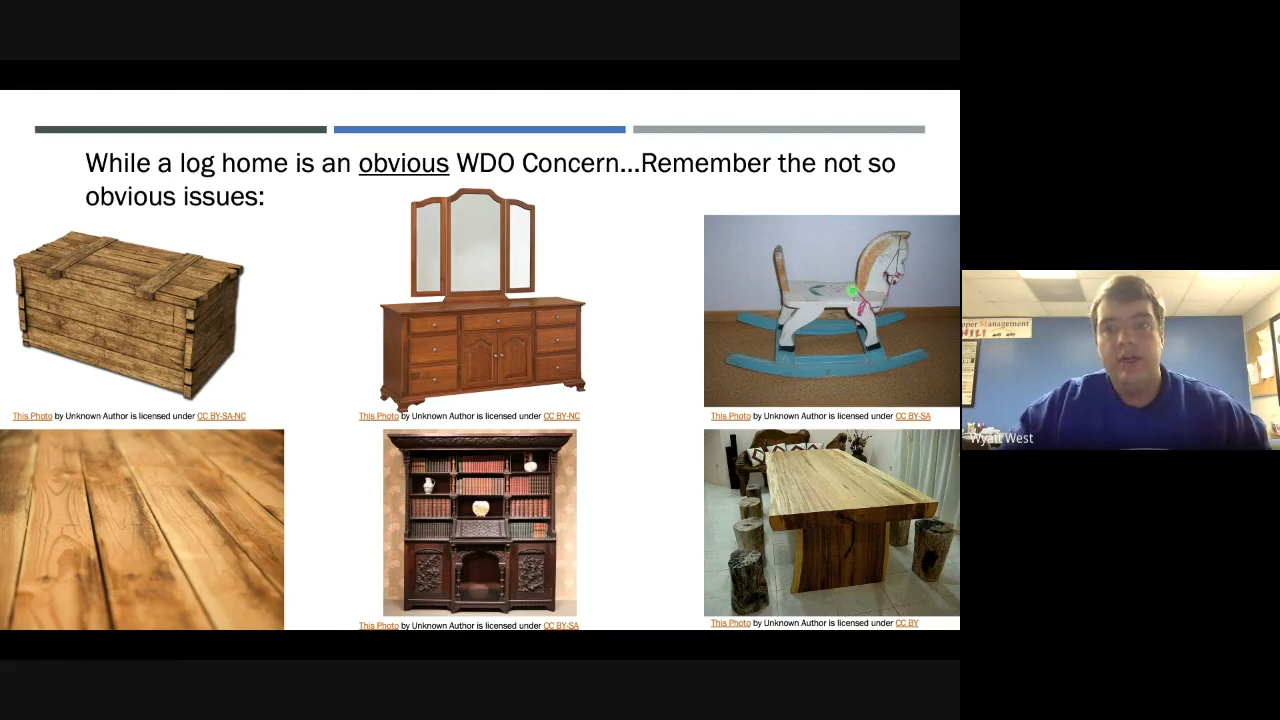 While a log home is an obvious WDO Concern...Remember the not so
obvious issues:
This Photo by Unknown Author is licensed under CC BY-SA-NC
This Photo by Unknown Author is licensed under CC BY-NC
This Photo by Unknown Author is licensed under CC BY-SA
This Photo by Unknown Author is licensed under CC BY-SA
This Photo by Unknown Author is licensed under CC BY
Management
Wyatt West